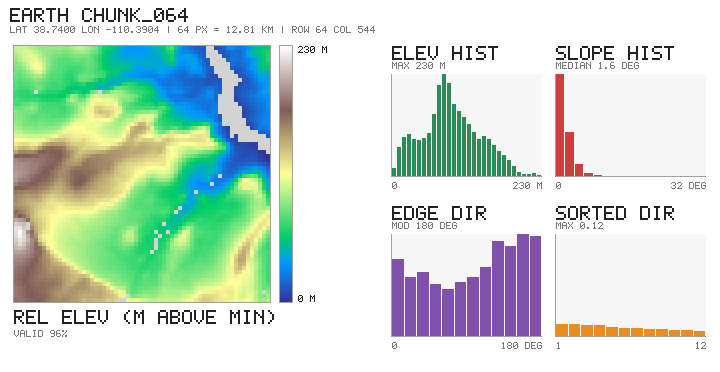 EARTH CHUNK_064
LAT 38.7400 LON -110.3904 | 64 PX = 12.81 KM | ROW 64 COL 544
230 M
0 M
REL ELEV (M ABOVE MIN)
VALID 96%
ELEV HIST
MAX 230 M
0 230 M
SLOPE HIST
MEDIAN 1.6 DEG
0 32 DEG
EDGE DIR
MOD 180 DEG
0 180 DEG
SORTED DIR
MAX 0.12
1 12